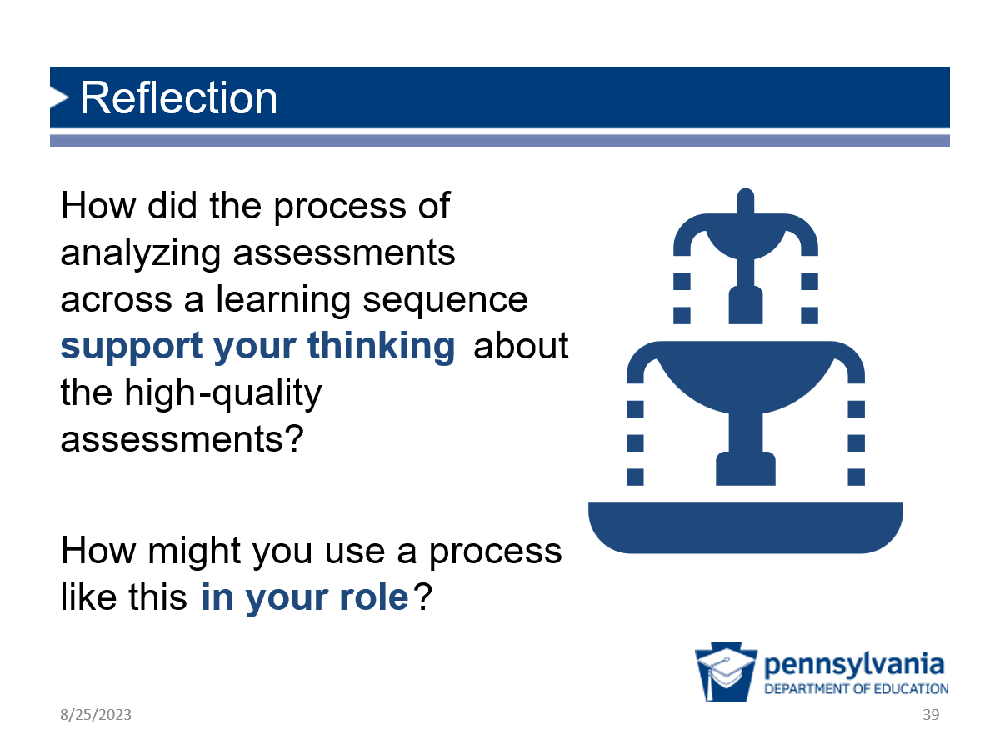 Reflection
How did the process of
analyzing assessments
across a learning sequence
support your thinking about
the high-quality
assessments?
How might you use a process
like this in your role?
pennsylvania
DEPARTMENT OF EDUCATION
8/25/2023
39